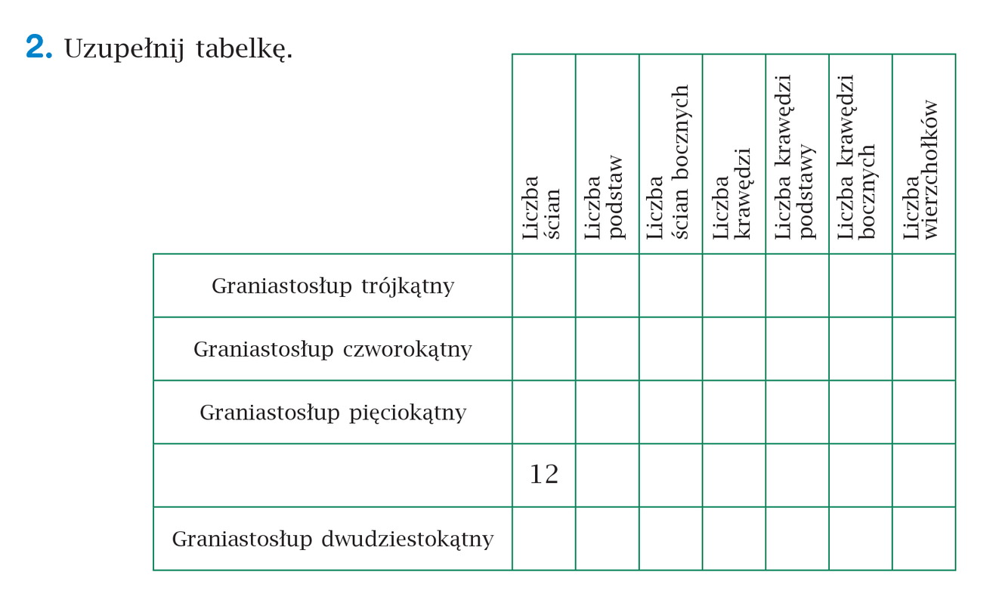 2. Uzupełnij tabelkę.
Liczba
ścian
Liczba
podstaw
Liczba
ścian bocznych
Liczba
krawędzi
Liczba krawędzi
podstawy
Liczba krawędzi
bocznych
Liczba
wierzchołków
Graniastosłup trójkątny
Graniastosłup czworokątny
Graniastosłup pięciokątny
12
Graniastosłup dwudziestokątny